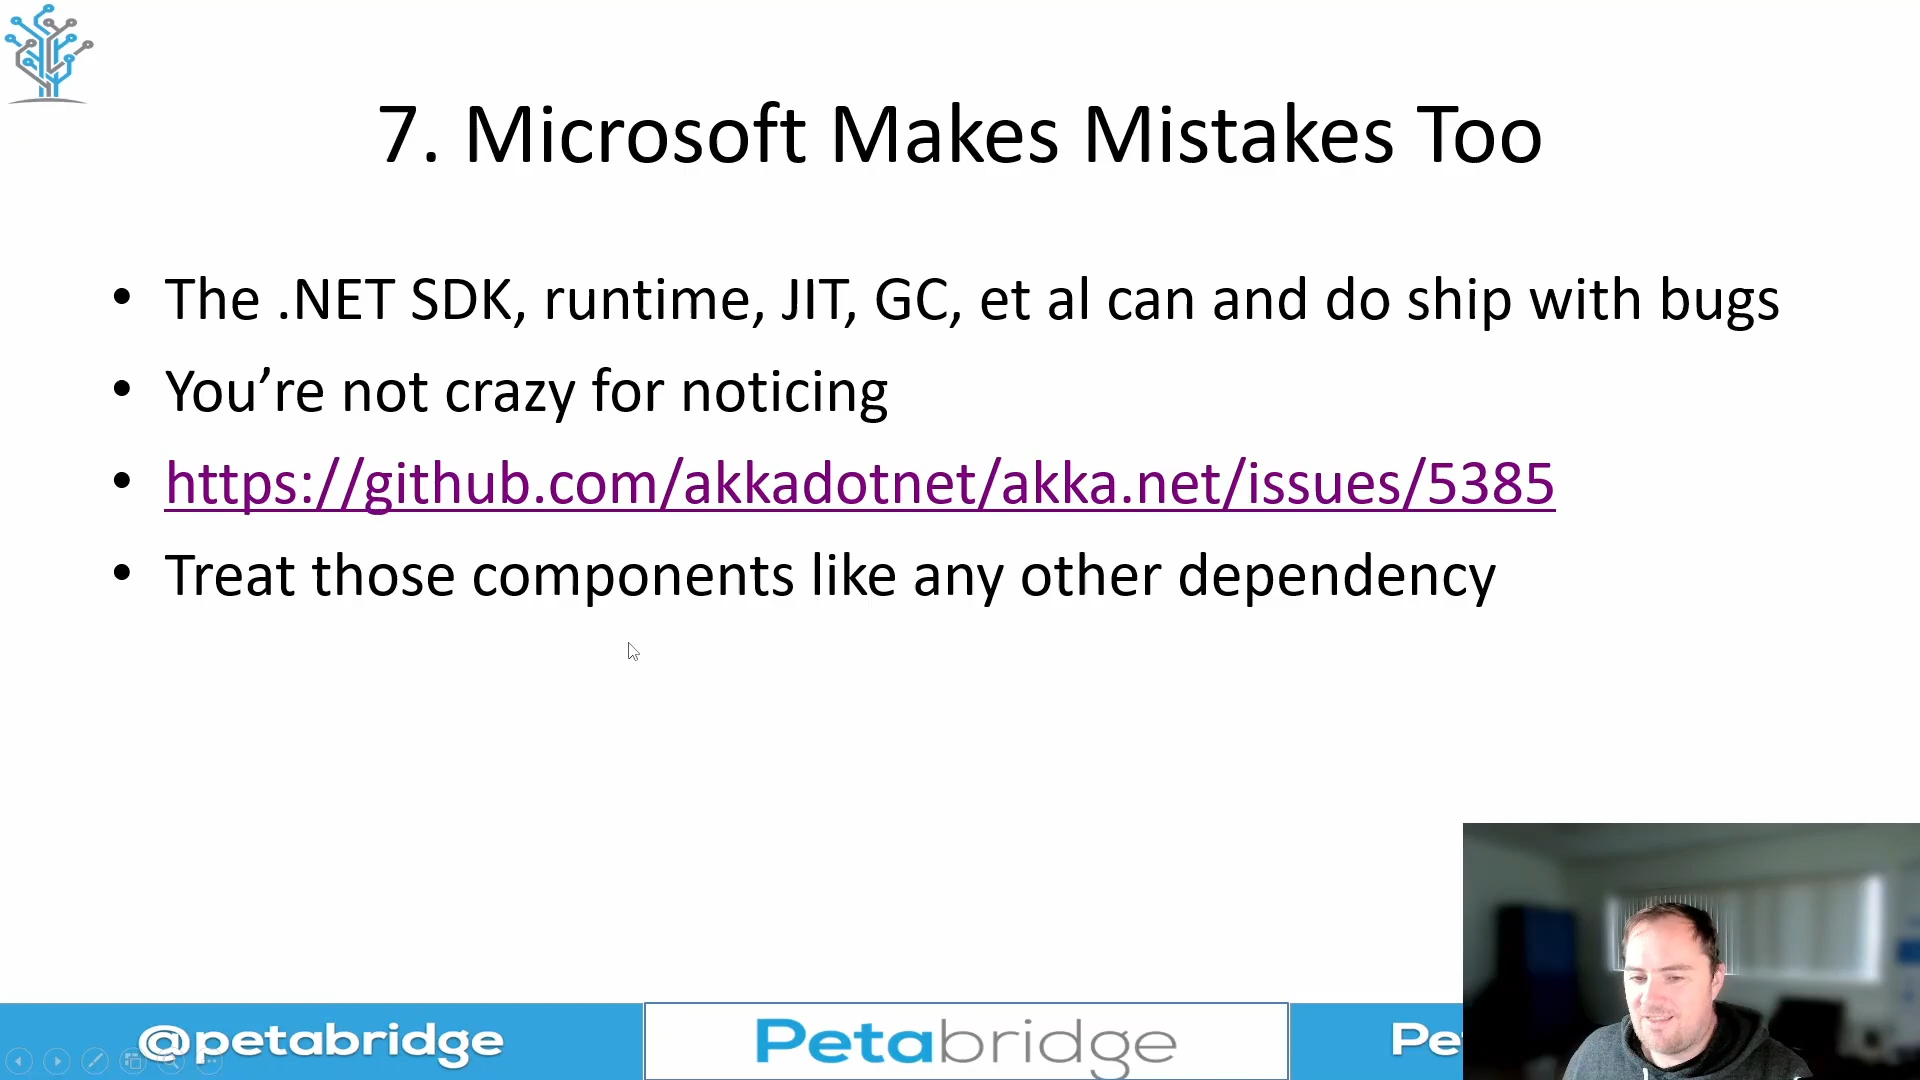 7. Microsoft Makes Mistakes Too
• The .NET SDK, runtime, JIT, GC, et al can and do ship with bugs
• You’re not crazy for noticing
• https://github.com/akkadotnet/akka.net/issues/5385
• Treat those components like any other dependency
@petabridge
Petabridge
Pe